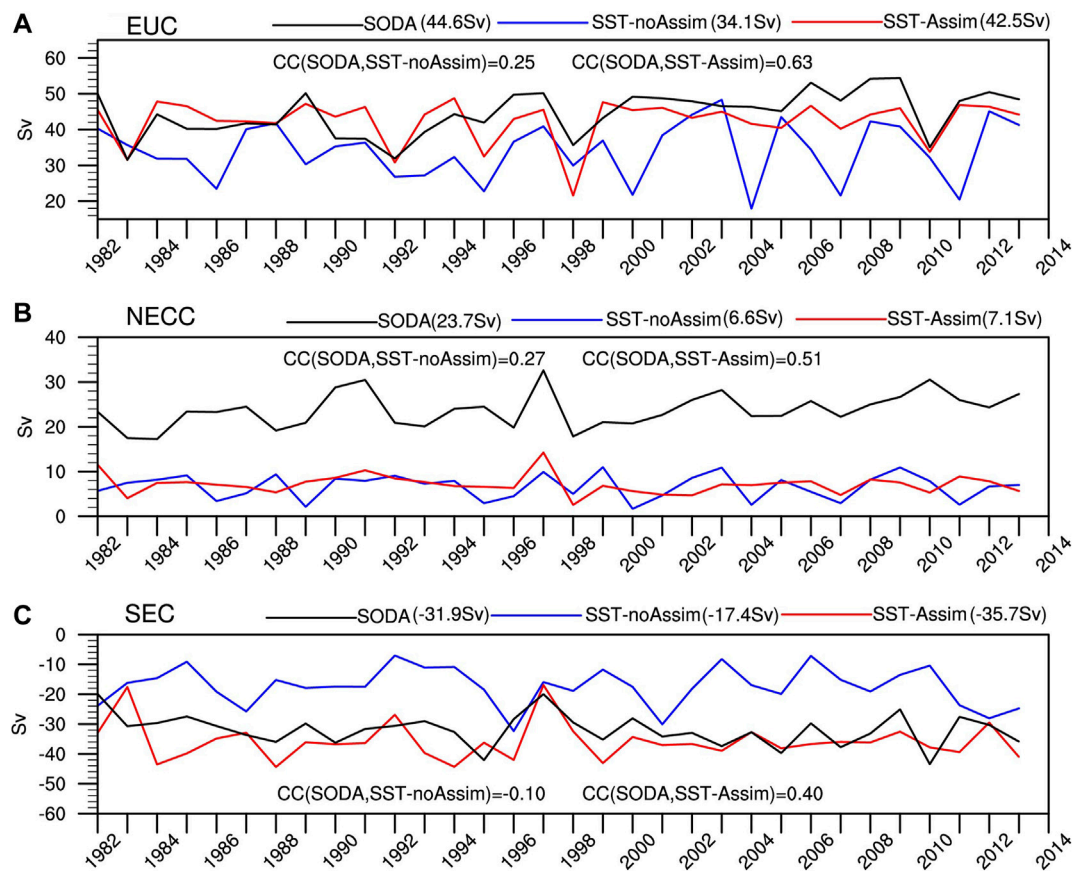 A EUC SODA (44.6Sv) SST-noAssim (34.1Sv) SST-Assim (42.5Sv)
CC(SODA,SST-noAssim)=0.25 CC(SODA,SST-Assim)=0.63
60
50
40
30
20
Sv
1982 1984 1986 1988 1990 1992 1994 1996 1998 2000 2002 2004 2006 2008 2010 2012 2014
B NECC SODA(23.7Sv) SST-noAssim(6.6Sv) SST-Assim(7.1Sv)
CC(SODA,SST-noAssim)=0.27 CC(SODA,SST-Assim)=0.51
40
30
20
10
0
Sv
1982 1984 1986 1988 1990 1992 1994 1996 1998 2000 2002 2004 2006 2008 2010 2012 2014
C SEC SODA(-31.9Sv) SST-noAssim(-17.4Sv) SST-Assim(-35.7Sv)
0
-10
-20
-30
-40
-50
-60
Sv
CC(SODA,SST-noAssim)=-0.10 CC(SODA,SST-Assim)=0.40
1982 1984 1986 1988 1990 1992 1994 1996 1998 2000 2002 2004 2006 2008 2010 2012 2014